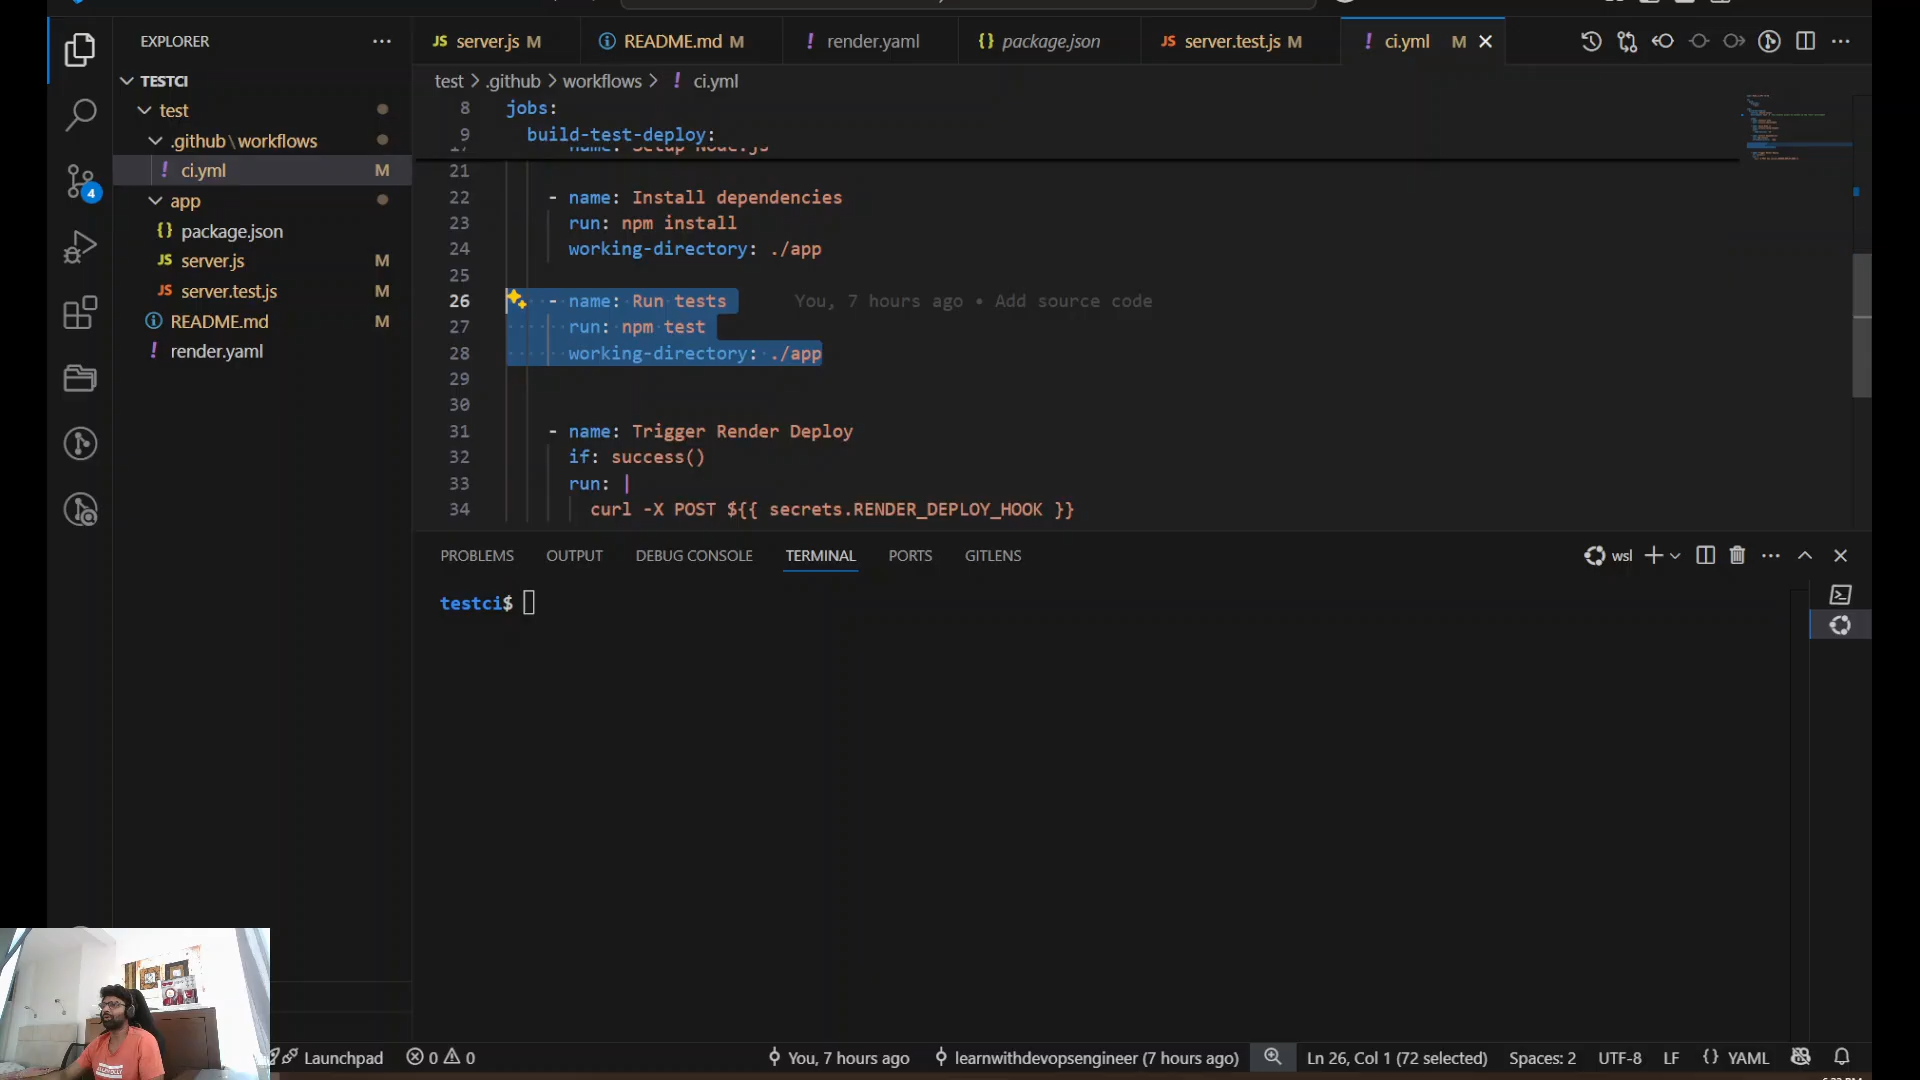 EXPLORER
TESTCI
test
.github\workflows
ci.yml M
app
package.json
server.js M
server.test.js M
README.md M
render.yaml
server.js M
README.md M
render.yaml
package.json
server.test.js M
ci.yml M
test > .github > workflows > ci.yml
8 jobs:
9 build-test-deploy:
17 name: Setup Node.js
21
22 - name: Install dependencies
23 run: npm install
24 working-directory: ./app
25
26 - name: Run tests You, 7 hours ago • Add source code
27 run: npm test
28 working-directory: ./app
29
30
31 - name: Trigger Render Deploy
32 if: success()
33 run: |
34 curl -X POST ${{ secrets.RENDER_DEPLOY_HOOK }}
PROBLEMS OUTPUT DEBUG CONSOLE TERMINAL PORTS GITLENS
wsl
testci$
4
Launchpad 0 0 You, 7 hours ago learnwithdevopsengineer (7 hours ago) Ln 26, Col 1 (72 selected) Spaces: 2 UTF-8 LF {} YAML